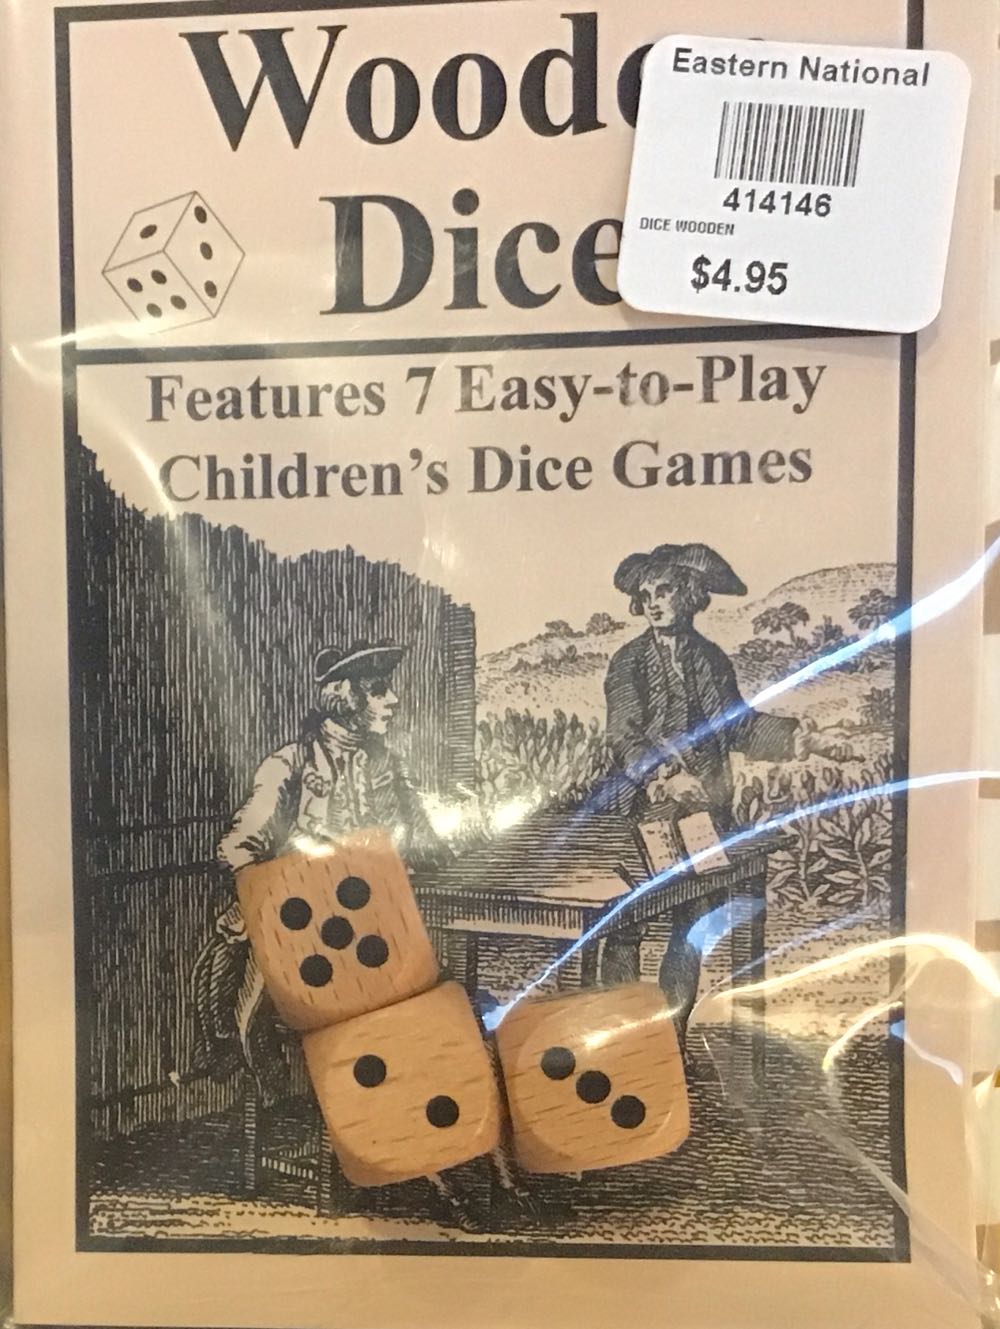 Wood
Dice
Eastern National
414146
DICE WOODEN
$4.95
Features 7 Easy-to-Play
Children's Dice Games